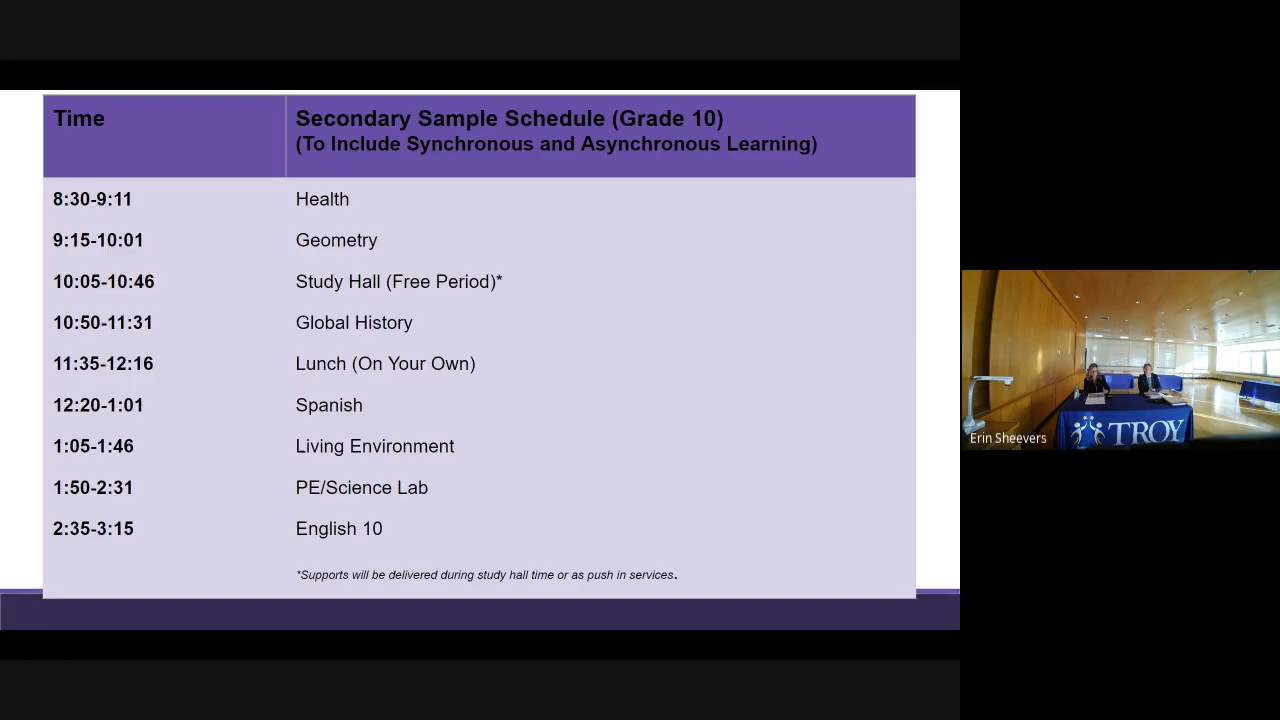 Time
Secondary Sample Schedule (Grade 10)
(To Include Synchronous and Asynchronous Learning)
8:30-9:11 Health
9:15-10:01 Geometry
10:05-10:46 Study Hall (Free Period)*
10:50-11:31 Global History
11:35-12:16 Lunch (On Your Own)
12:20-1:01 Spanish
1:05-1:46 Living Environment
1:50-2:31 PE/Science Lab
2:35-3:15 English 10
*Supports will be delivered during study hall time or as push in services.
Erin Sheevers
TROY